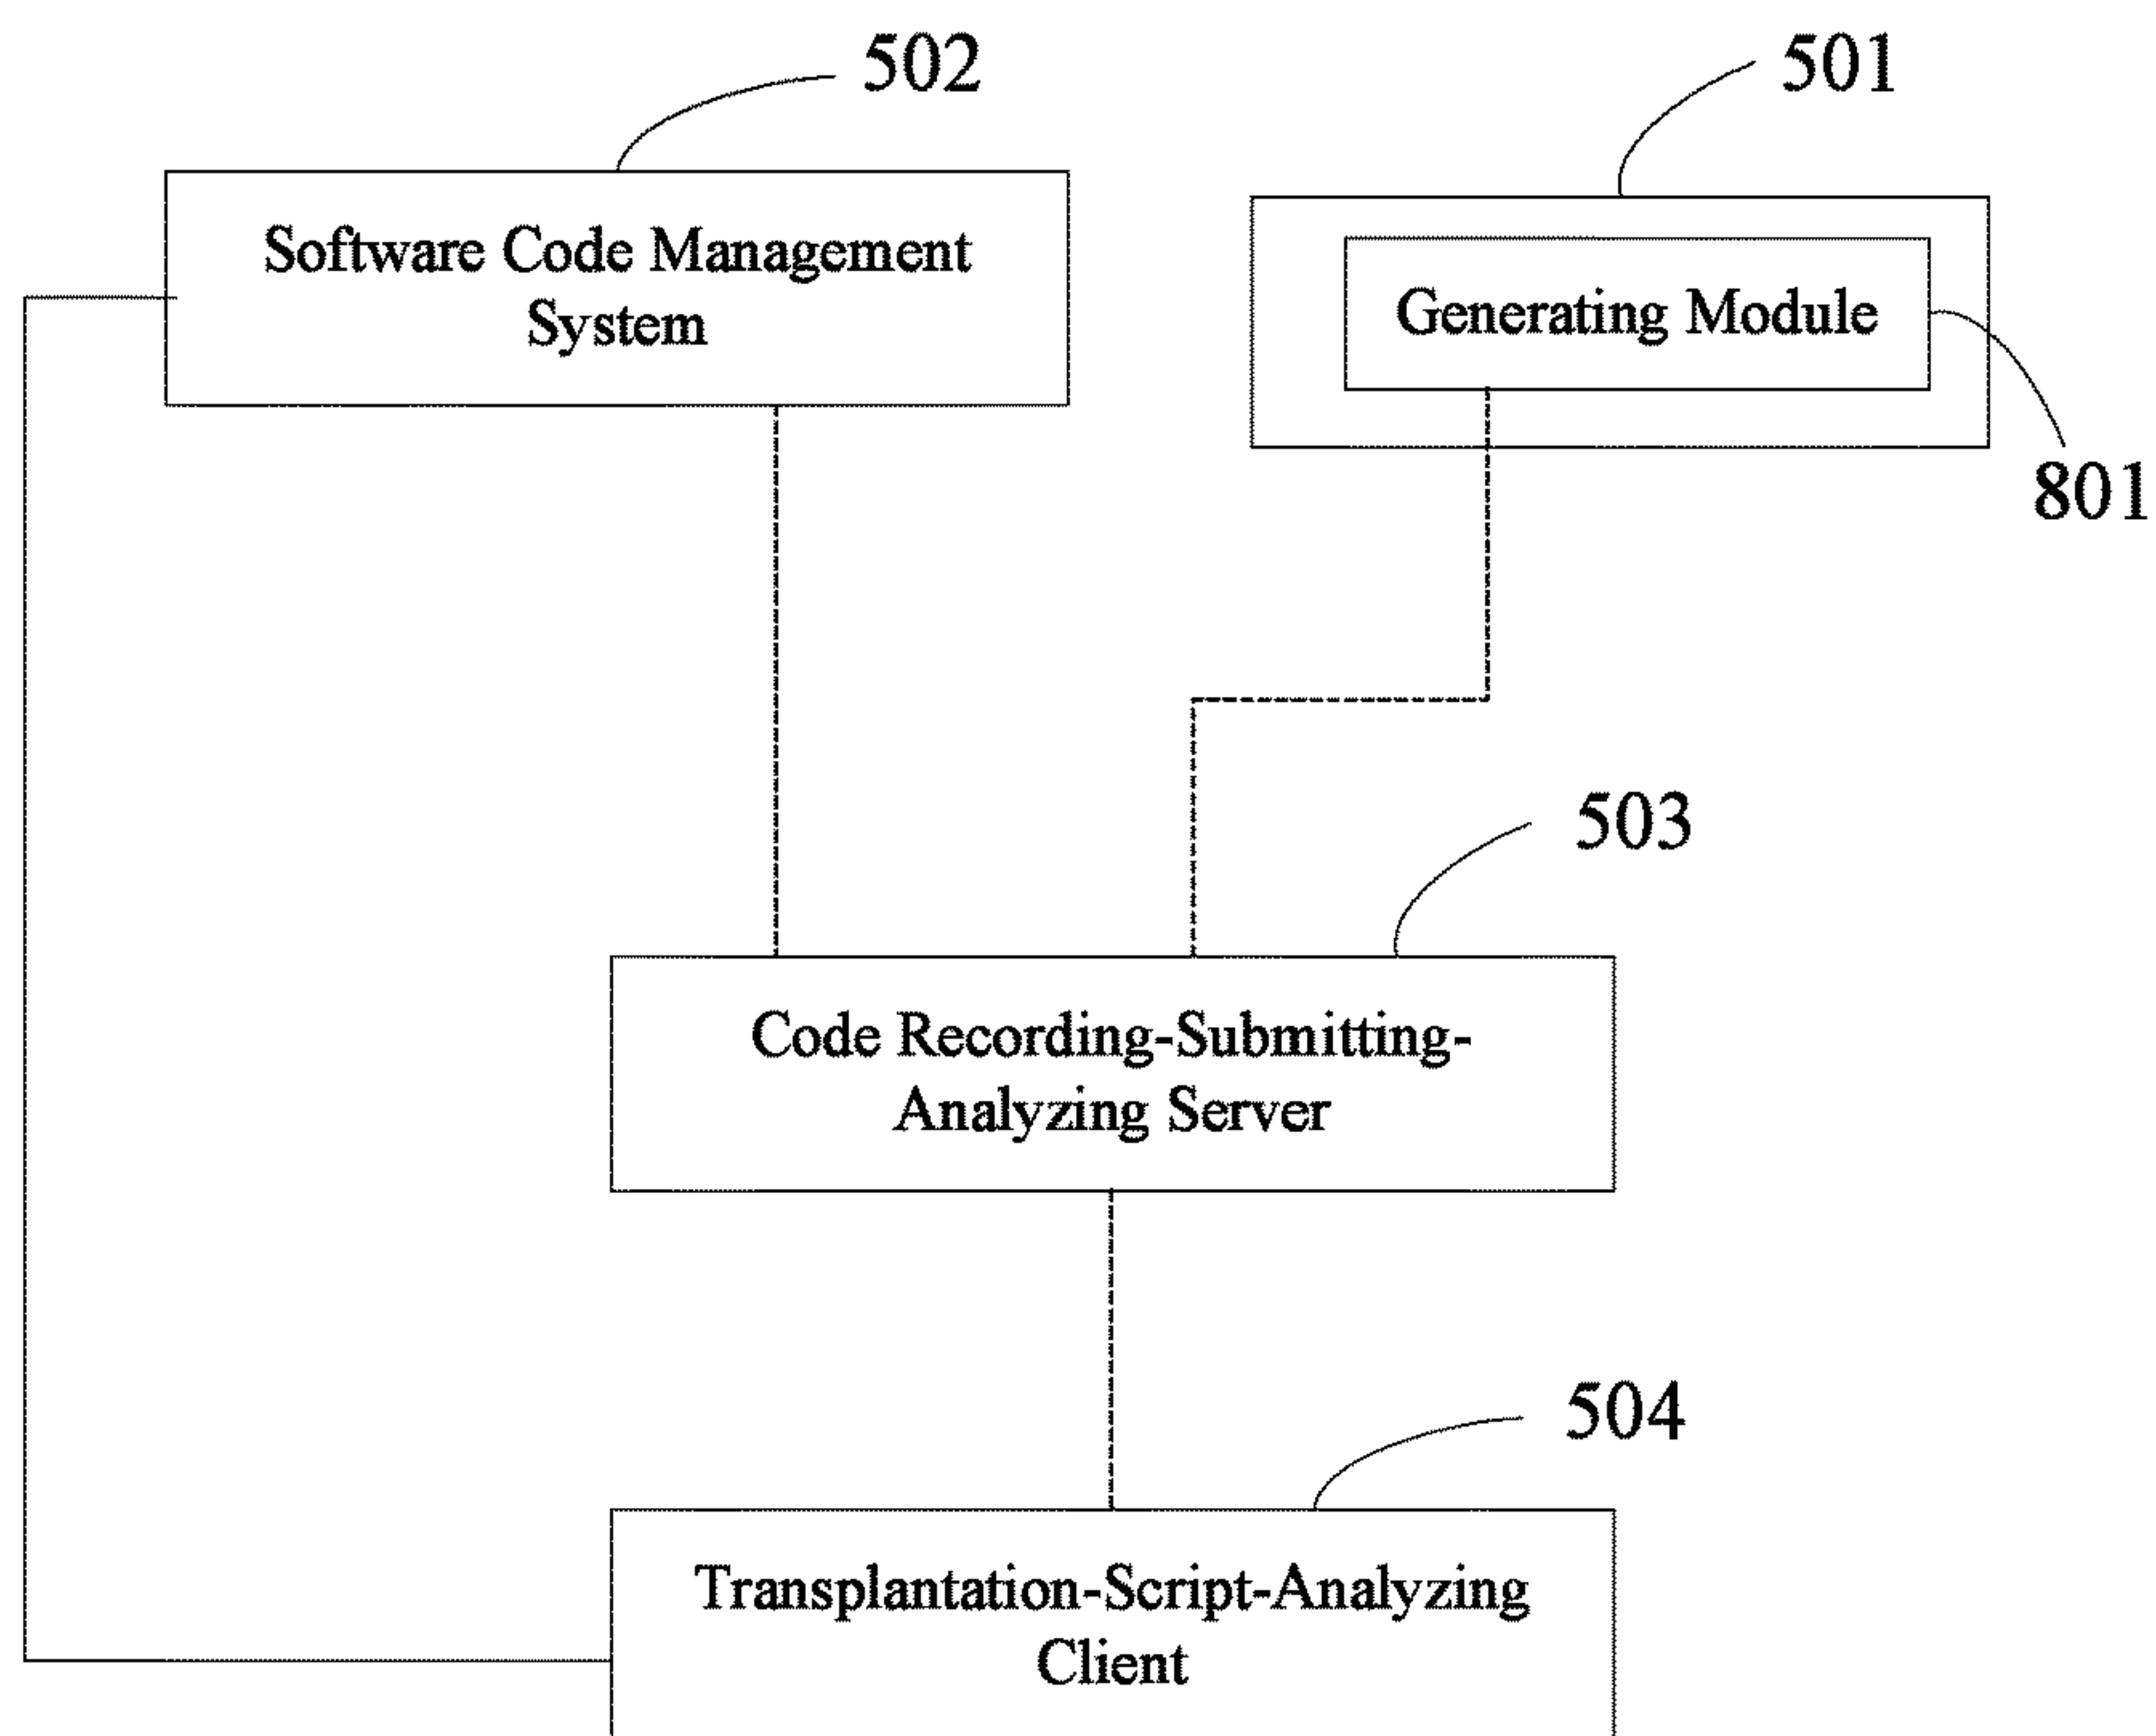 502
501
Software Code Management
System
Generating Module
801
503
Code Recording-Submitting-
Analyzing Server
504
Transplantation-Script-Analyzing
Client